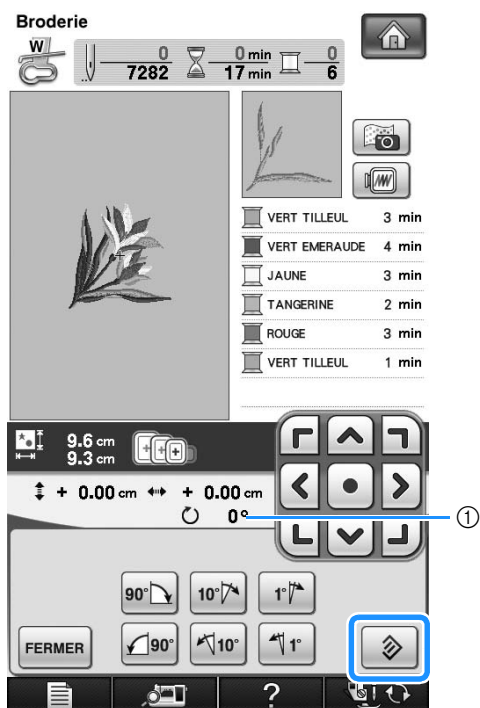 Broderie
W
0 0 min 0
7282 17 min 6
VERT TILLEUL 3 min
VERT EMERAUDE 4 min
JAUNE 3 min
TANGERINE 2 min
ROUGE 3 min
VERT TILLEUL 1 min
9.6 cm
9.3 cm
+ 0.00 cm + 0.00 cm
0° ①
90° 10° 1°
FERMER 90° 10° 1°
?